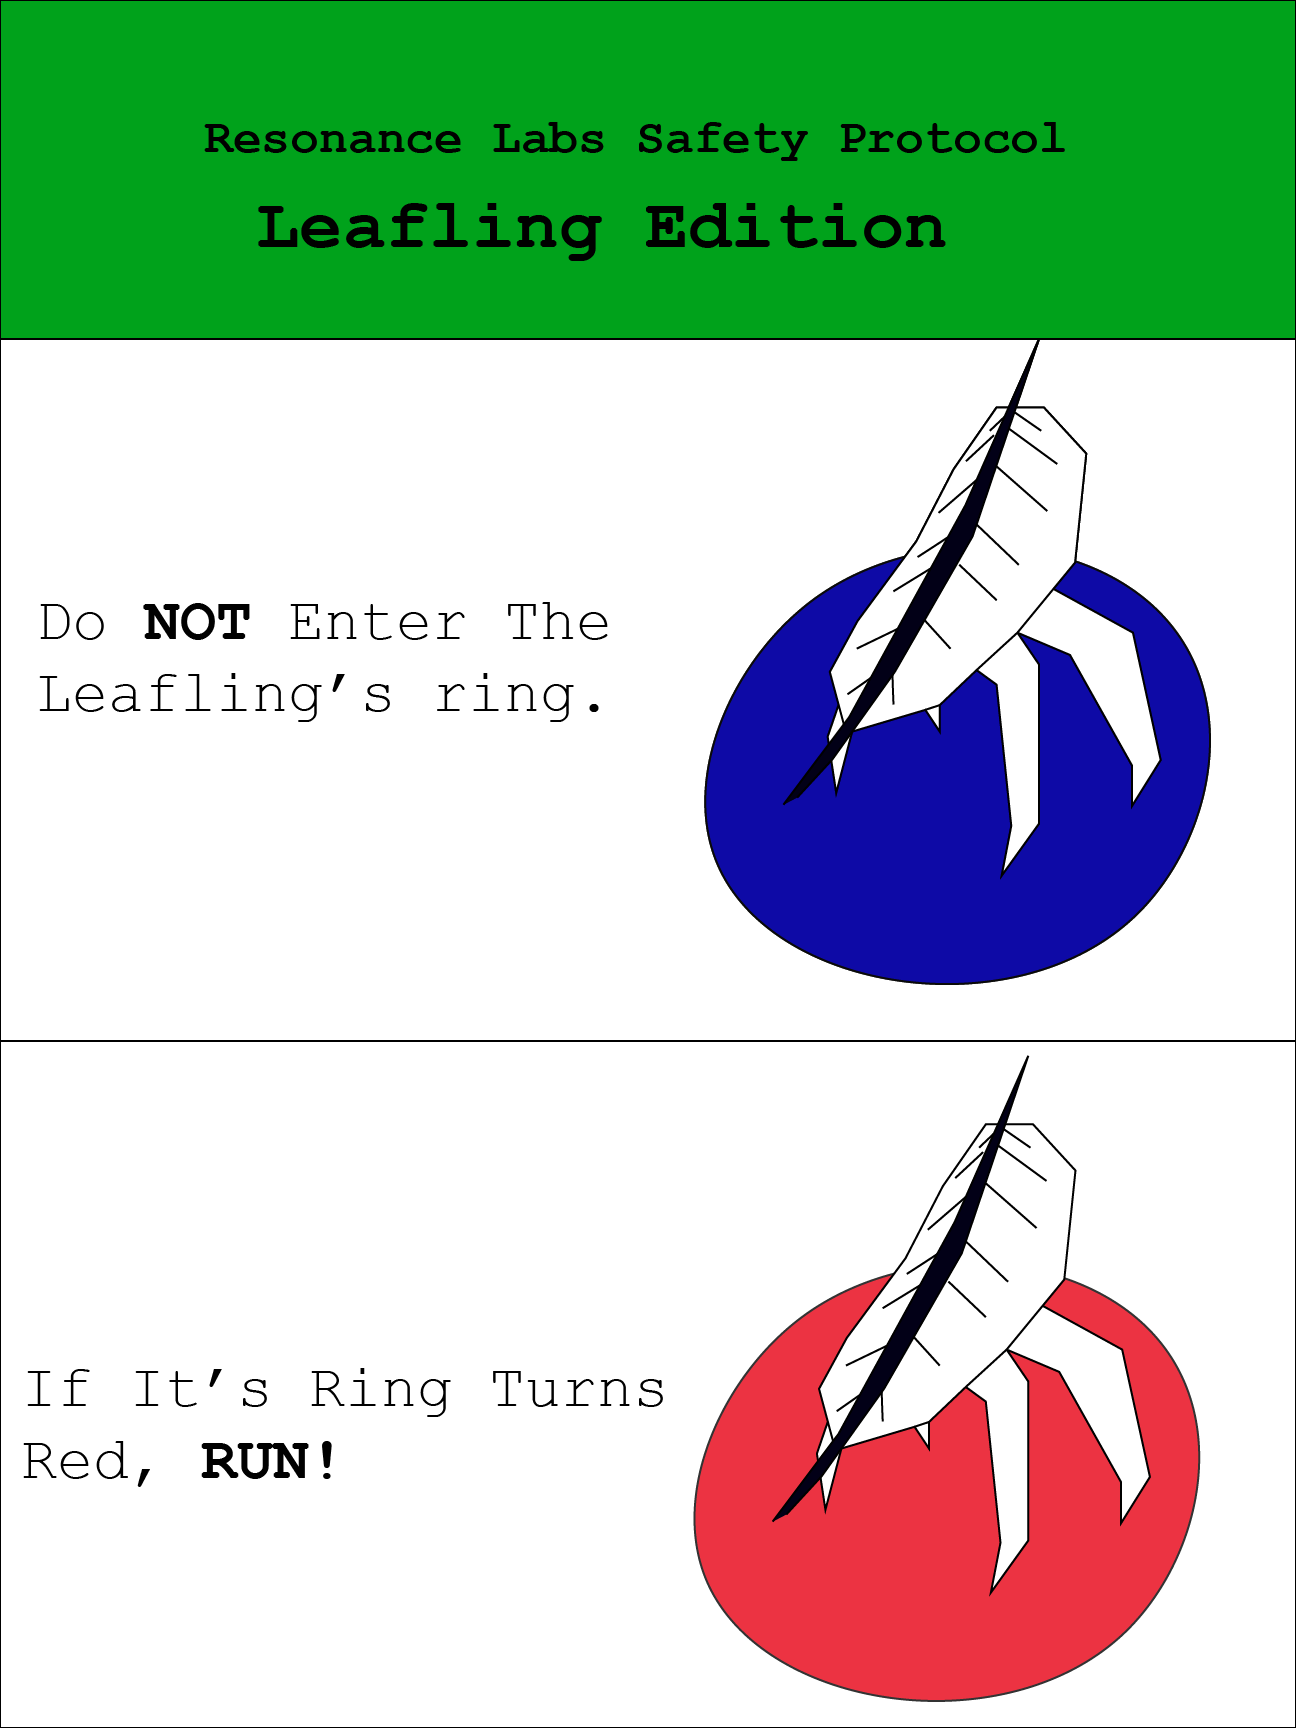 Resonance Labs Safety Protocol
Leafling Edition
Do NOT Enter The
Leafling’s ring.
If It’s Ring Turns
Red, RUN!